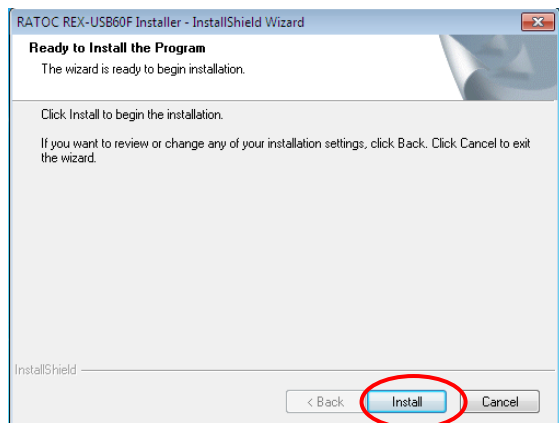 RATOC REX-USB60F Installer - InstallShield Wizard
Ready to Install the Program
The wizard is ready to begin installation.
Click Install to begin the installation.
If you want to review or change any of your installation settings, click Back. Click Cancel to exit
the wizard.
InstallShield
< Back Install Cancel